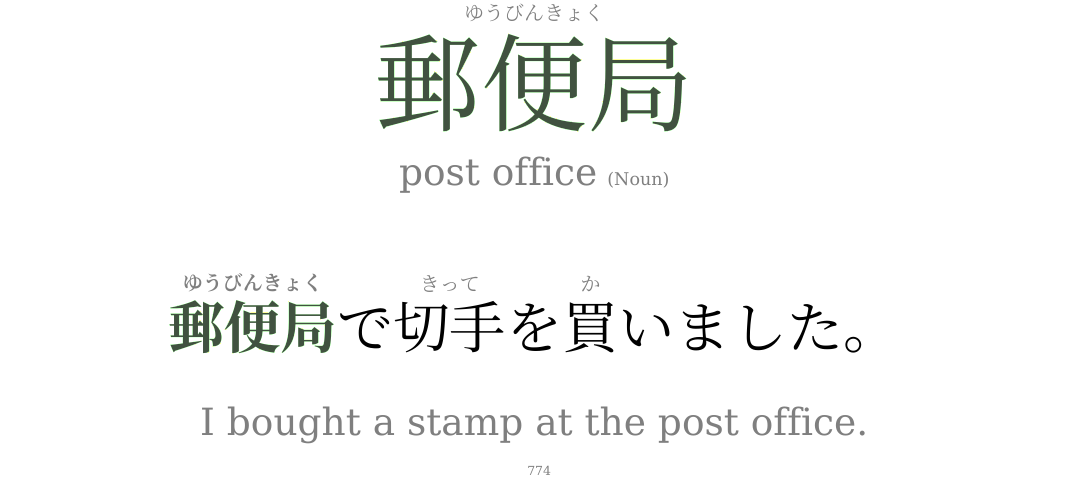 ゆうびんきょく
郵便局
post office (Noun)
ゆうびんきょく きって か
郵便局で切手を買いました。
I bought a stamp at the post office.
774